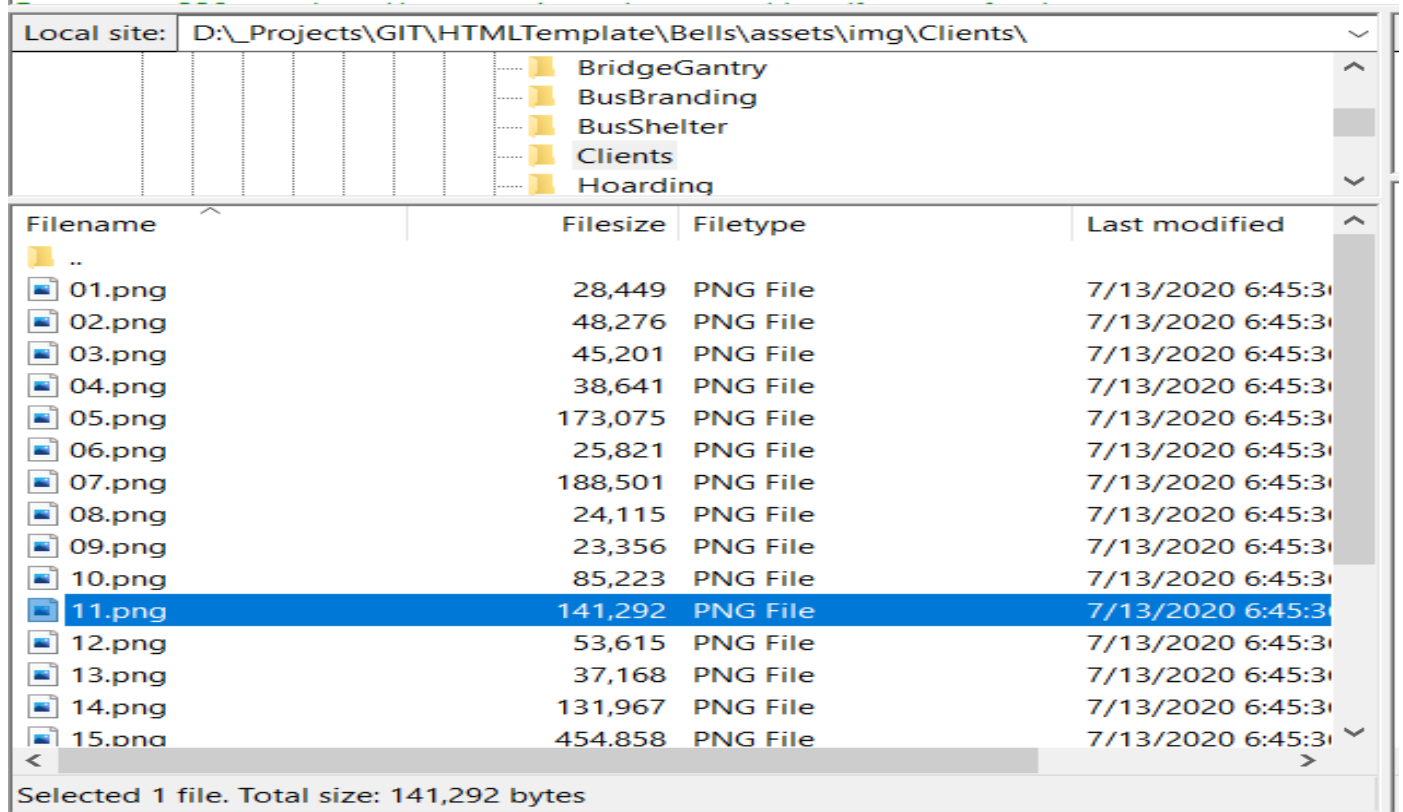 Local site: D:\_Projects\GIT\HTMLTemplate\Bells\assets\img\Clients\
BridgeGantry
BusBranding
BusShelter
Clients
Hoarding
Filename Filesize Filetype Last modified
..
01.png 28,449 PNG File 7/13/2020 6:45:3
02.png 48,276 PNG File 7/13/2020 6:45:3
03.png 45,201 PNG File 7/13/2020 6:45:3
04.png 38,641 PNG File 7/13/2020 6:45:3
05.png 173,075 PNG File 7/13/2020 6:45:3
06.png 25,821 PNG File 7/13/2020 6:45:3
07.png 188,501 PNG File 7/13/2020 6:45:3
08.png 24,115 PNG File 7/13/2020 6:45:3
09.png 23,356 PNG File 7/13/2020 6:45:3
10.png 85,223 PNG File 7/13/2020 6:45:3
11.png 141,292 PNG File 7/13/2020 6:45:3
12.png 53,615 PNG File 7/13/2020 6:45:3
13.png 37,168 PNG File 7/13/2020 6:45:3
14.png 131,967 PNG File 7/13/2020 6:45:3
15.png 454,858 PNG File 7/13/2020 6:45:3
Selected 1 file. Total size: 141,292 bytes